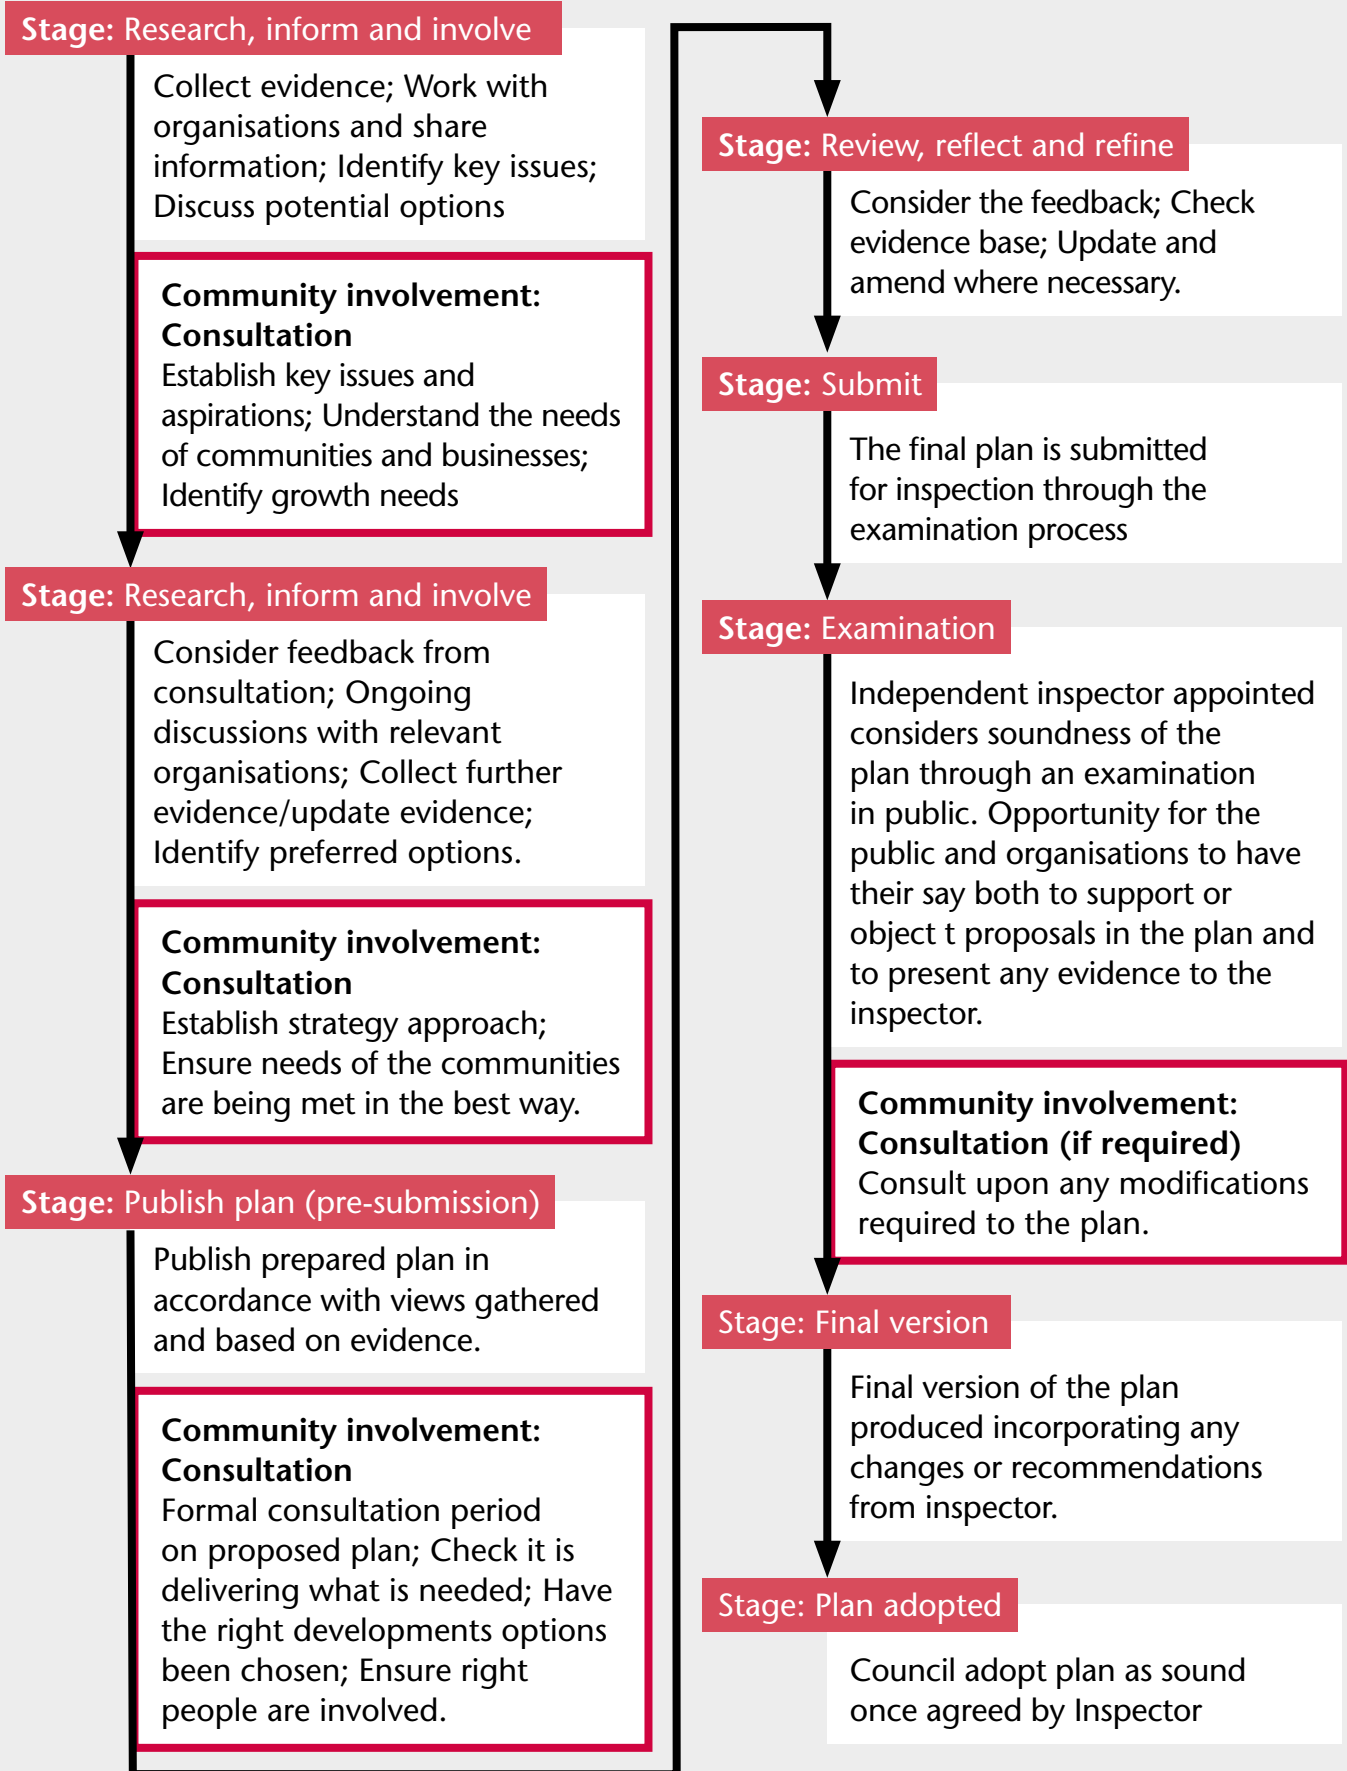 Stage: Research, inform and involve
Collect evidence; Work with
organisations and share
information; Identify key issues;
Discuss potential options
Community involvement:
Consultation
Establish key issues and
aspirations; Understand the needs
of communities and businesses;
Identify growth needs
Stage: Research, inform and involve
Consider feedback from
consultation; Ongoing
discussions with relevant
organisations; Collect further
evidence/update evidence;
Identify preferred options.
Community involvement:
Consultation
Establish strategy approach;
Ensure needs of the communities
are being met in the best way.
Stage: Publish plan (pre-submission)
Publish prepared plan in
accordance with views gathered
and based on evidence.
Community involvement:
Consultation
Formal consultation period
on proposed plan; Check it is
delivering what is needed; Have
the right developments options
been chosen; Ensure right
people are involved.
Stage: Review, reflect and refine
Consider the feedback; Check
evidence base; Update and
amend where necessary.
Stage: Submit
The final plan is submitted
for inspection through the
examination process
Stage: Examination
Independent inspector appointed
considers soundness of the
plan through an examination
in public. Opportunity for the
public and organisations to have
their say both to support or
object t proposals in the plan and
to present any evidence to the
inspector.
Community involvement:
Consultation (if required)
Consult upon any modifications
required to the plan.
Stage: Final version
Final version of the plan
produced incorporating any
changes or recommendations
from inspector.
Stage: Plan adopted
Council adopt plan as sound
once agreed by Inspector